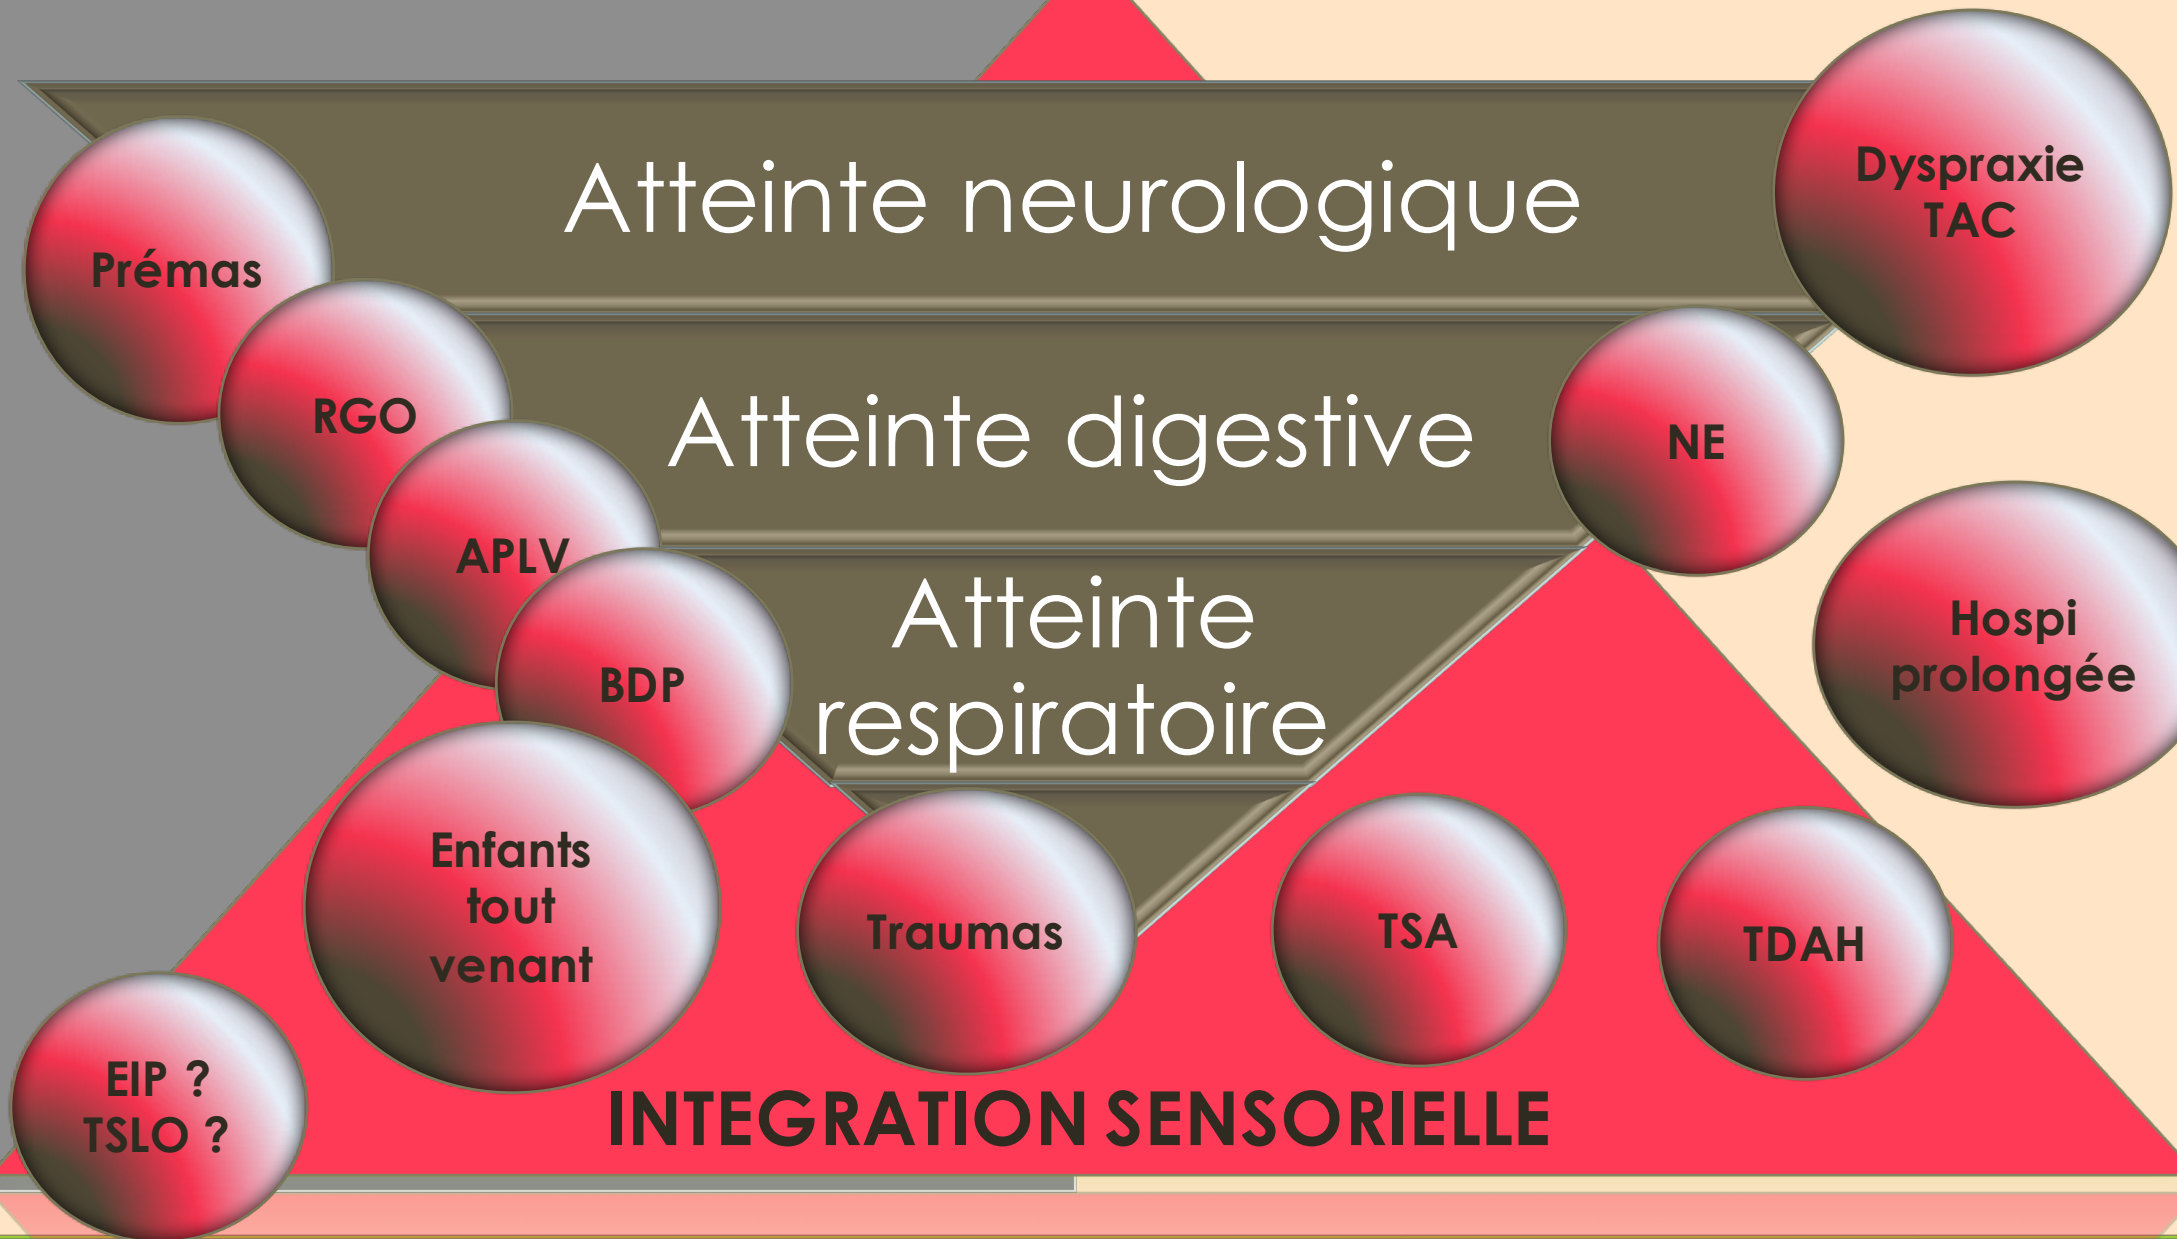 Atteinte neurologique
Dyspraxie
TAC
Prémas
RGO
Atteinte digestive
NE
APLV
Atteinte
respiratoire
BDP
Hospi
prolongée
Enfants
tout
venant
Traumas
TSA
TDAH
EIP ?
TSLO ?
INTEGRATION SENSORIELLE